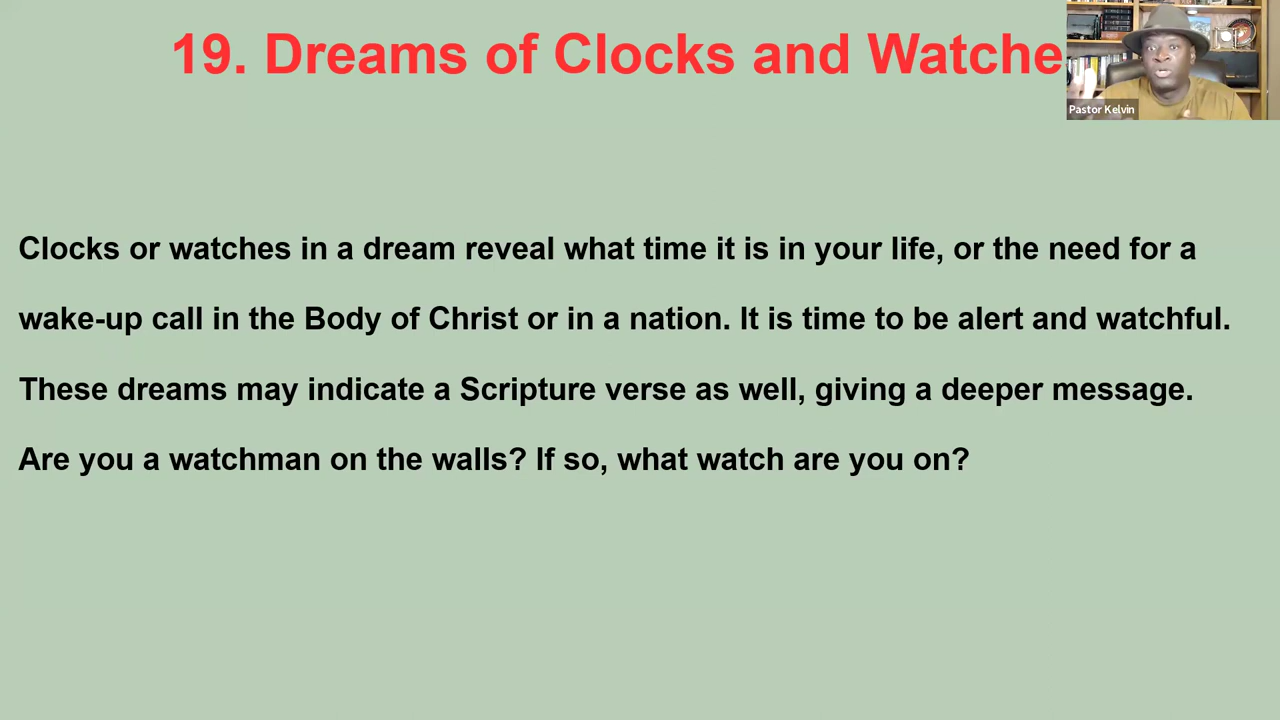 19. Dreams of Clocks and Watche
Pastor Kelvin
Clocks or watches in a dream reveal what time it is in your life, or the need for a
wake-up call in the Body of Christ or in a nation. It is time to be alert and watchful.
These dreams may indicate a Scripture verse as well, giving a deeper message.
Are you a watchman on the walls? If so, what watch are you on?